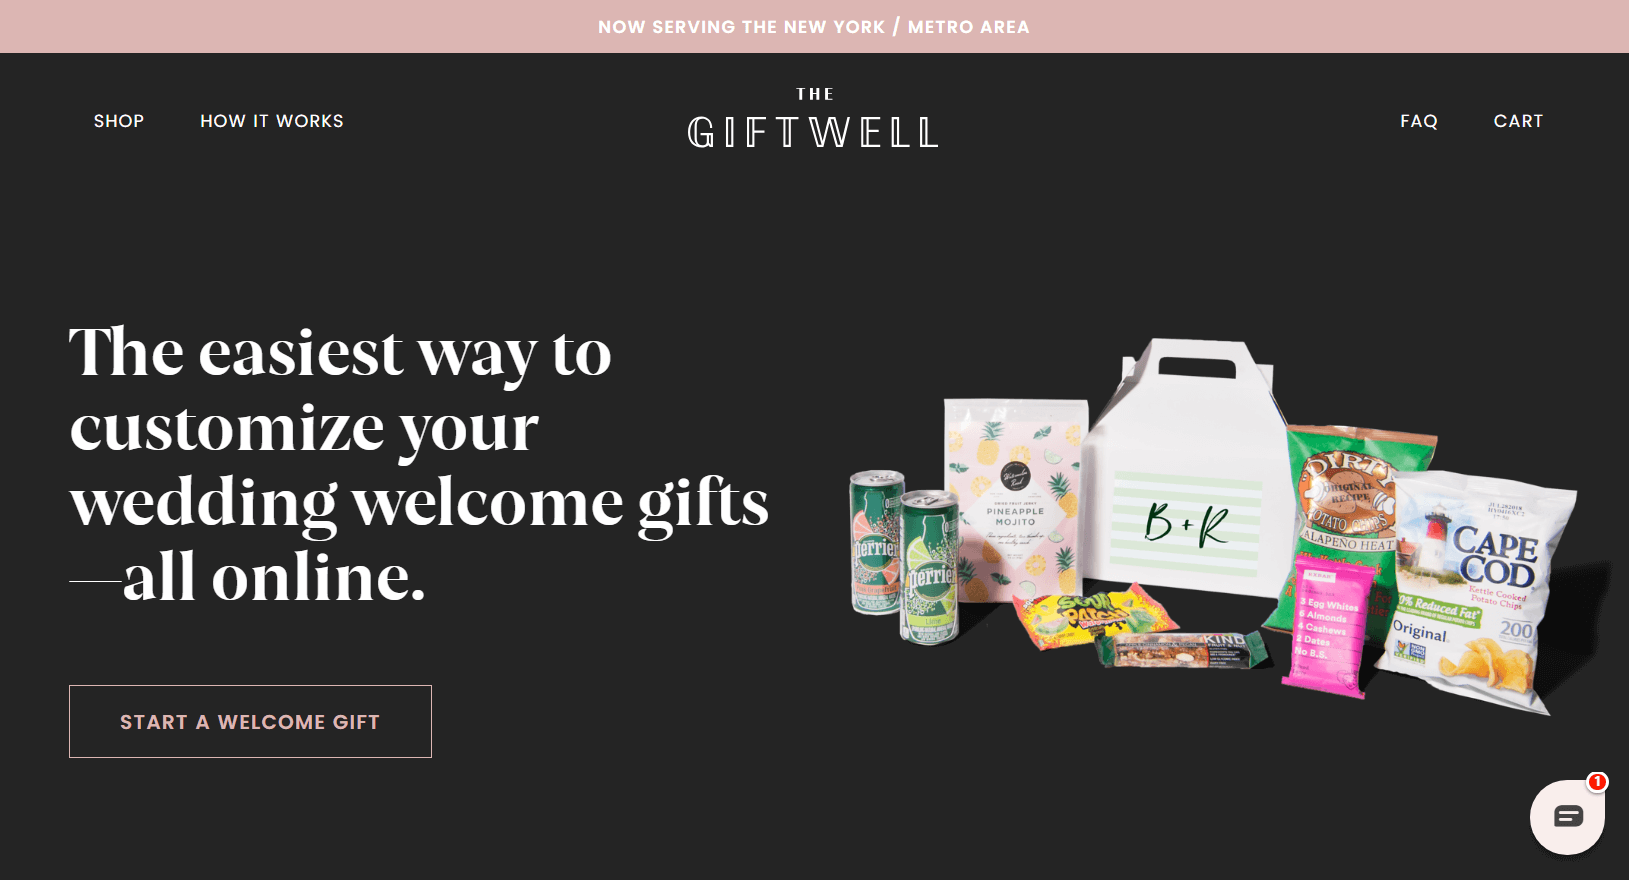 NOW SERVING THE NEW YORK / METRO AREA
SHOP
HOW IT WORKS
THE
GIFTWELL
FAQ
CART
The easiest way to
customize your
wedding welcome gifts
—all online.
START A WELCOME GIFT
perrier
perrier
Lime
PINEAPPLE
MOJITO
B + R
SOUR
PATCH
KIND
DIRTY
ORIGINAL
RECIPE
POTATO CHIPS
JALAPEÑO HEAT
3 Egg Whites
6 Almonds
4 Cashews
2 Dates
No B.S.
CAPE
COD
Kettle Cooked
Potato Chips
40% Reduced Fat
Original
200
1